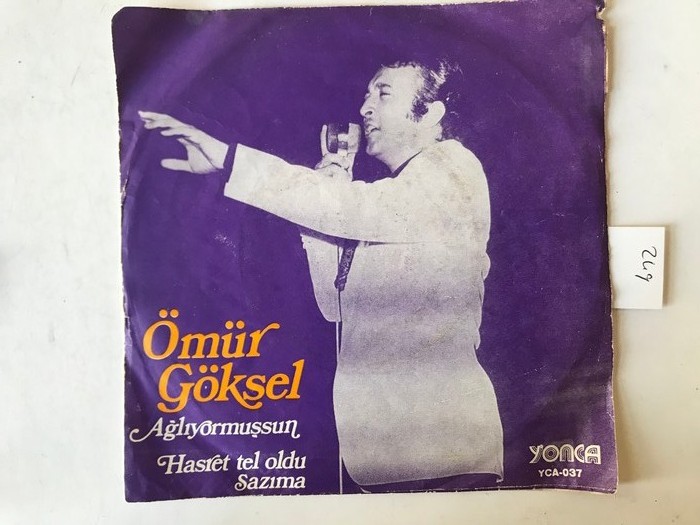 Ömür
Göksel
Ağlıyormuşsun
Hasret tel oldu
Sazıma
yonca
YCA-037
249